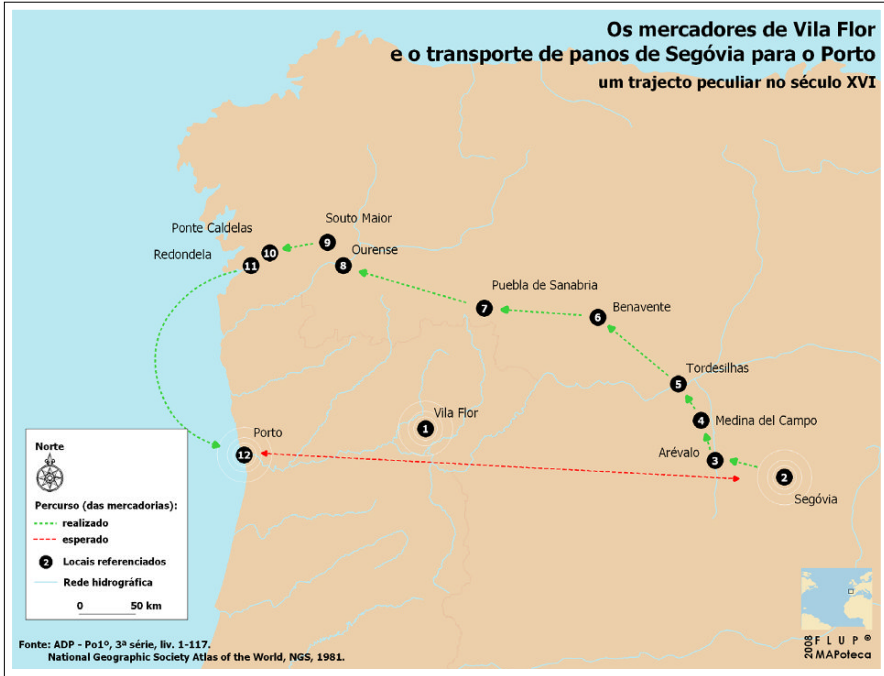 Os mercadores de Vila Flor
e o transporte de panos de Segóvia para o Porto
um trajecto peculiar no século XVI
Souto Maior
Ponte Caldelas
9
10
Ourense
Redondela
11
8
Puebla de Sanabria
7
Benavente
6
Tordesilhas
5
Vila Flor
1
4
Medina del Campo
Porto
12
Arévalo
3
2
Segóvia
Norte
Percurso (das mercadorias):
realizado
esperado
2 Locais referenciados
Rede hidrográfica
0 50 km
Fonte: ADP - Po1º, 3ª série, liv. 1-117.
National Geographic Society Atlas of the World, NGS, 1981.
2008
F L U P ®
MAPoteca